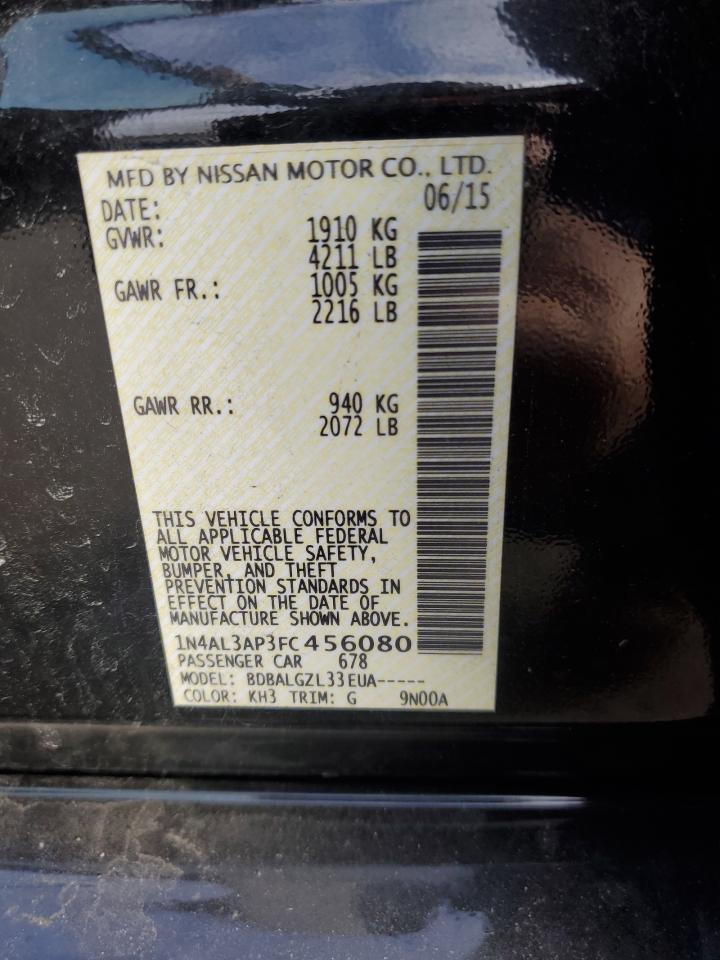 MFD BY NISSAN MOTOR CO., LTD.
DATE: 06/15
GVWR: 1910 KG
4211 LB
GAWR FR.: 1005 KG
2216 LB
GAWR RR.: 940 KG
2072 LB
THIS VEHICLE CONFORMS TO
ALL APPLICABLE FEDERAL
MOTOR VEHICLE SAFETY,
BUMPER, AND THEFT
PREVENTION STANDARDS IN
EFFECT ON THE DATE OF
MANUFACTURE SHOWN ABOVE.
1N4AL3AP3FC456080
PASSENGER CAR 678
MODEL: BDBALGZL33EUA-----
COLOR: KH3 TRIM: G 9N00A